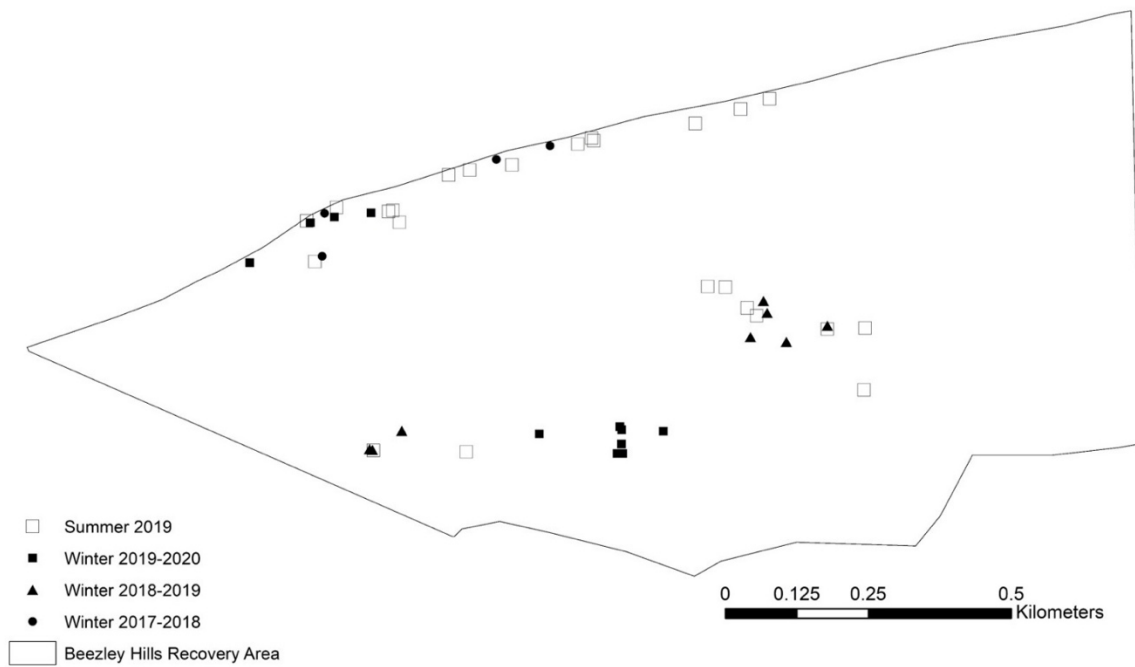 Summer 2019
Winter 2019-2020
Winter 2018-2019
Winter 2017-2018
Beezley Hills Recovery Area
0 0.125 0.25 0.5
Kilometers